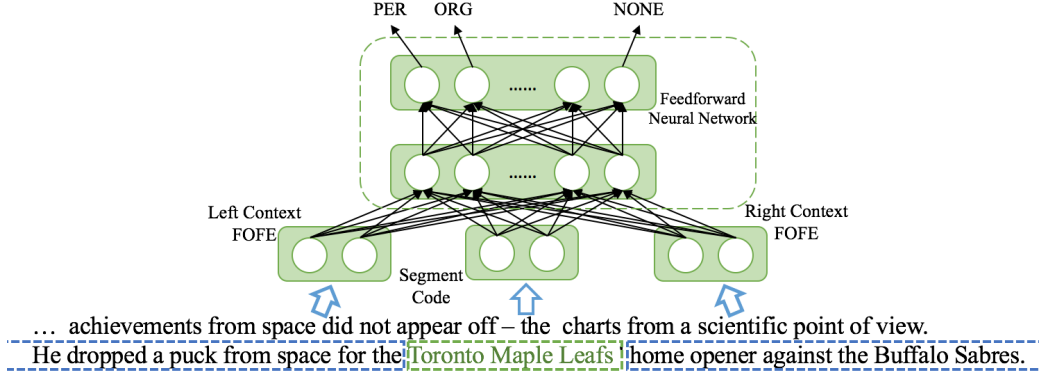 PER ORG NONE
......
Feedforward
Neural Network
......
Left Context
FOFE
Right Context
FOFE
Segment
Code
… achievements from space did not appear off – the charts from a scientific point of view.
He dropped a puck from space for the Toronto Maple Leafs ' home opener against the Buffalo Sabres.